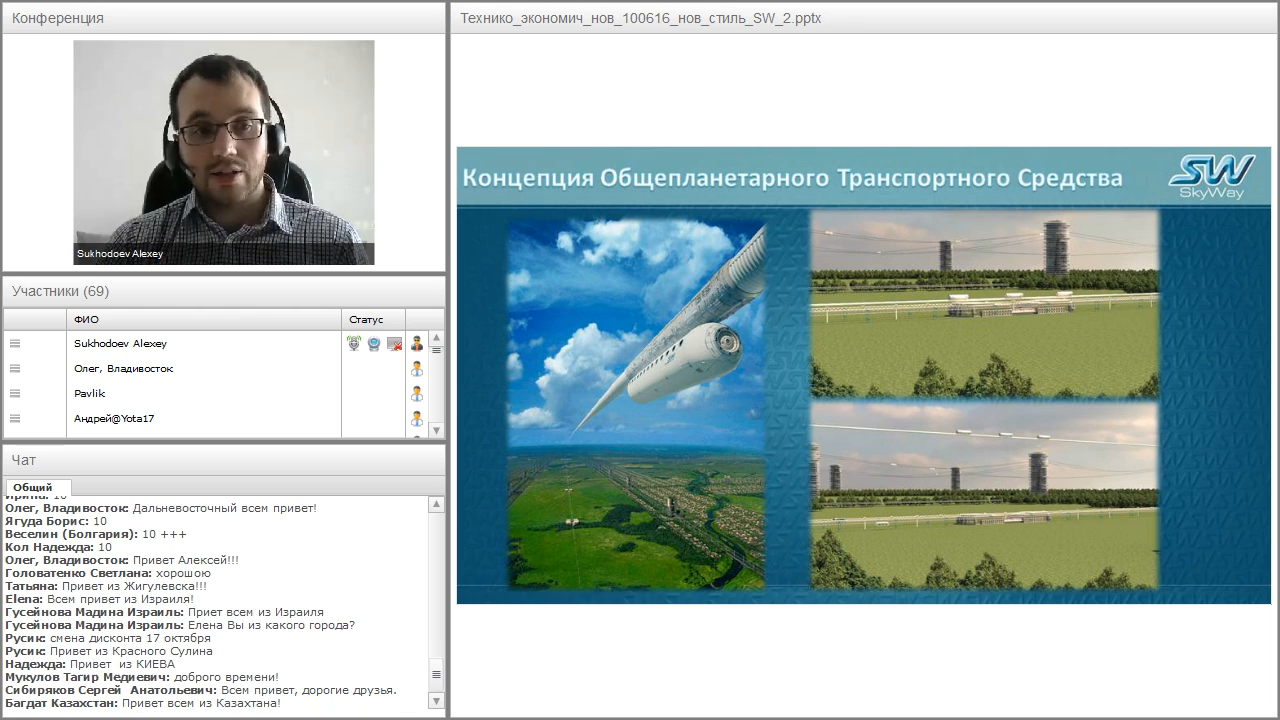 Конференция
Sukhodoev Alexey
Участники (69)
ФИО
Статус
Sukhodoev Alexey
Олег, Владивосток
Pavlik
Андрей@Yota17
Чат
Общий
Олег, Владивосток: Дальневосточный всем привет!
Ягуда Борис: 10
Веселин (Болгария): 10 +++
Кол Надежда: 10
Олег, Владивосток: Привет Алексей!!!
Головатенко Светлана: хорошою
Татьяна: Привет из Жигулевска!!!
Elena: Всем привет из Израиля!
Гусейнова Мадина Израиль: Приет всем из Израиля
Гусейнова Мадина Израиль: Елена Вы из какого города?
Русик: смена дисконта 17 октября
Русик: Привет из Красного Сулина
Надежда: Привет из КИЕВА
Мукулов Тагир Медиевич: доброго времени!
Сибиряков Сергей Анатольевич: Всем привет, дорогие друзья.
Багдат Казахстан: Привет всем из Казахтана!
Технико_экономич_нов_100616_нов_стиль_SW_2.pptx
Концепция Общепланетарного Транспортного Средства
SW
SkyWay